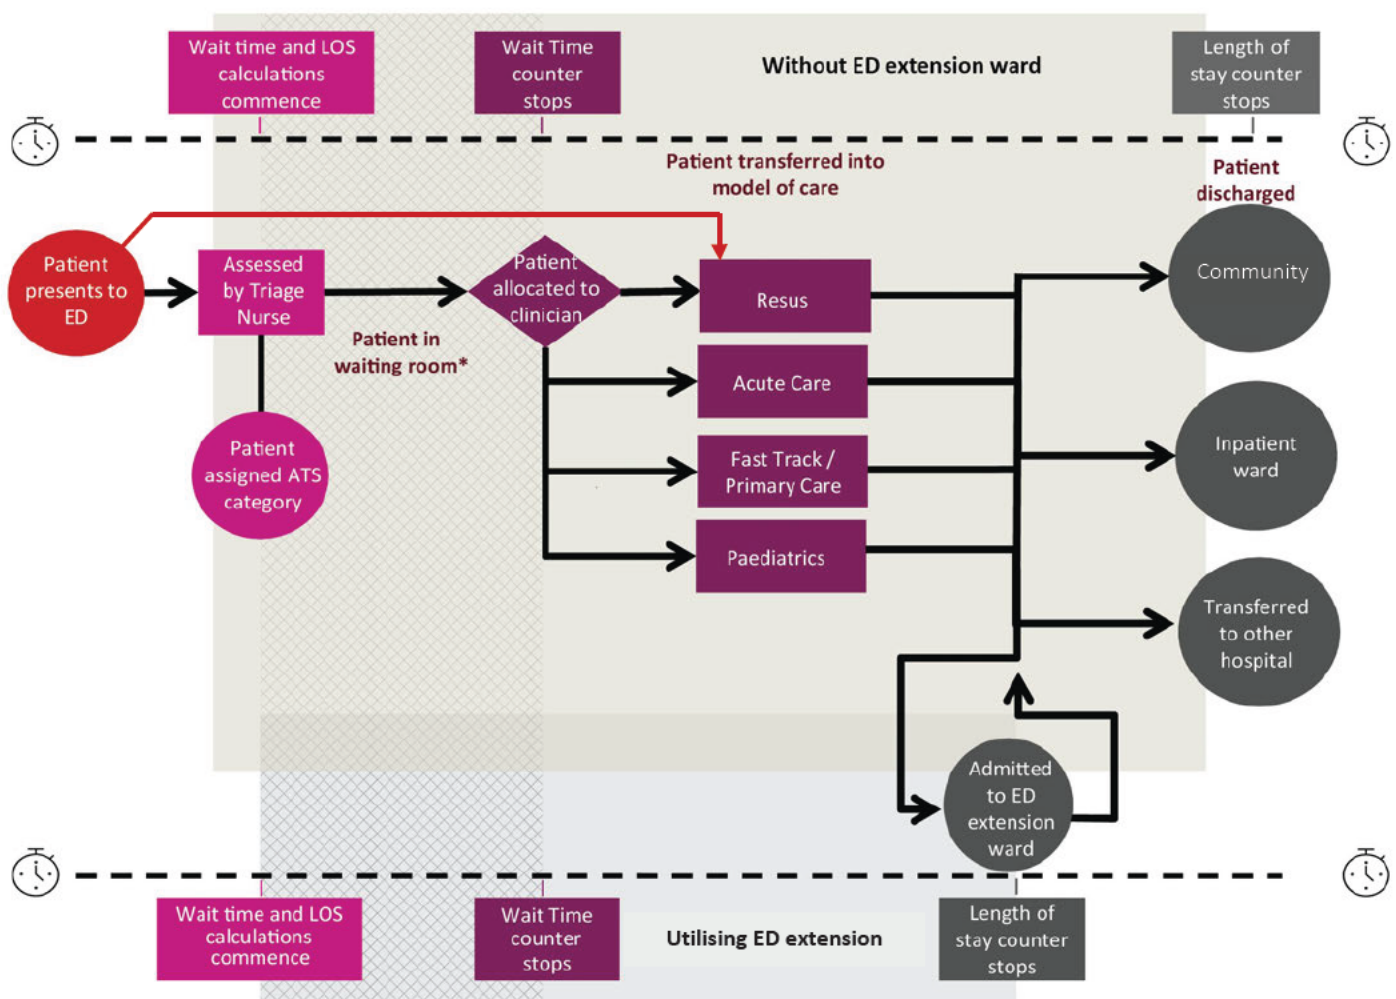 Wait time and LOS
calculations
commence
Wait Time
counter
stops
Without ED extension ward
Length of
stay counter
stops
Patient transferred into
model of care
Patient
discharged
Patient
presents to
ED
Assessed
by Triage
Nurse
Patient
allocated to
clinician
Patient in
waiting room*
Patient
assigned ATS
category
Resus
Acute Care
Fast Track /
Primary Care
Paediatrics
Community
Inpatient
ward
Transferred
to other
hospital
Admitted
to ED
extension
ward
Wait time and LOS
calculations
commence
Wait Time
counter
stops
Utilising ED extension
Length of
stay counter
stops